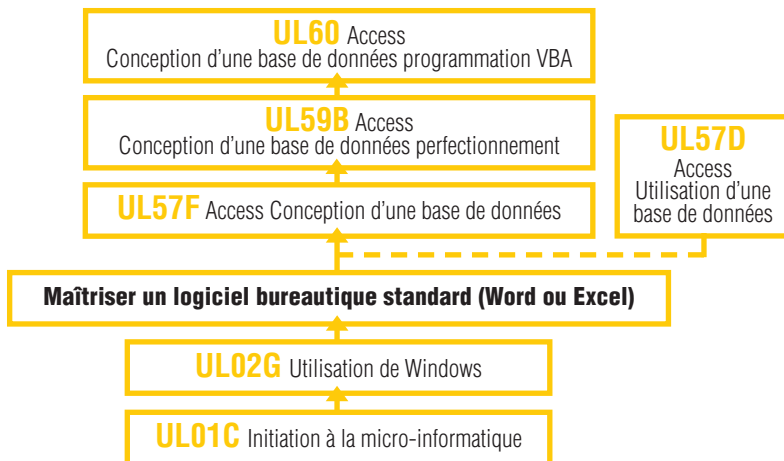 UL60 Access
Conception d'une base de données programmation VBA
UL59B Access
Conception d'une base de données perfectionnement
UL57D
Access
Utilisation d'une
base de données
UL57F Access Conception d'une base de données
Maîtriser un logiciel bureautique standard (Word ou Excel)
UL02G Utilisation de Windows
UL01C Initiation à la micro-informatique